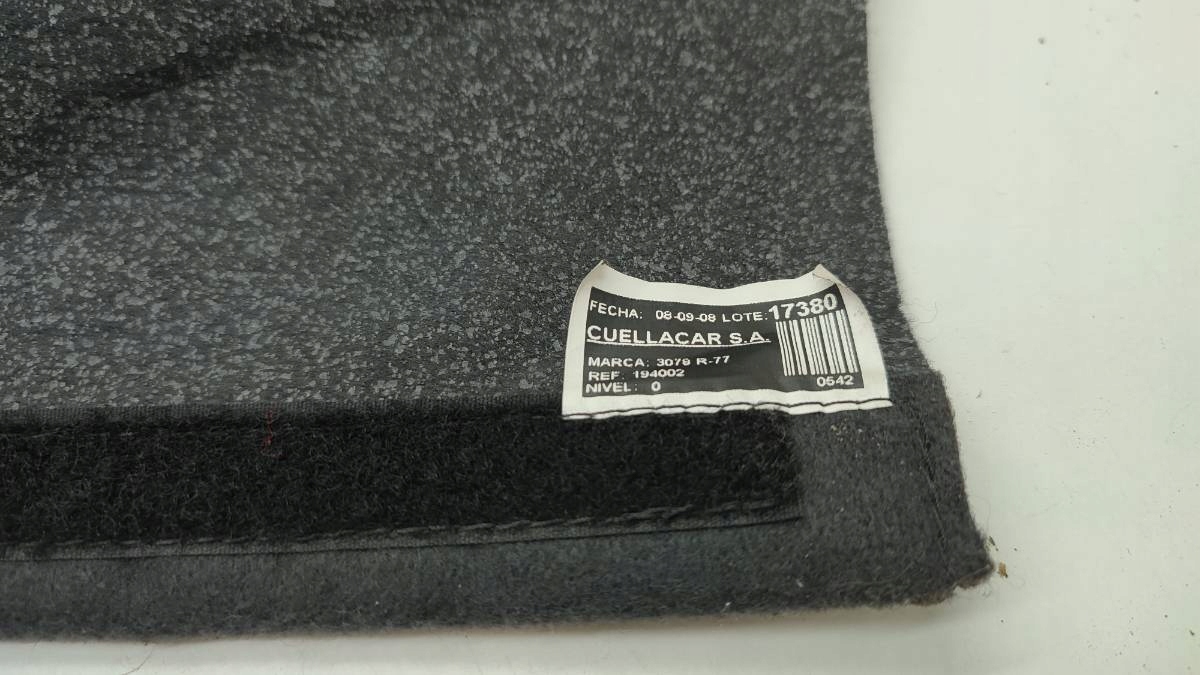 FECHA: 08-09-08 LOTE: 17380
CUELLACAR S.A.
MARCA: 3079 R-77
REF. 194002
NIVEL: 0
0542